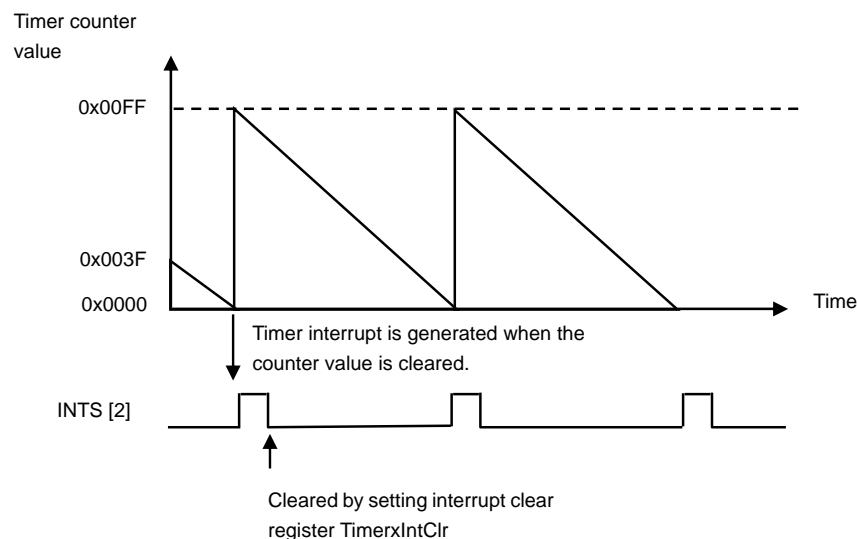 Timer counter
value
0x00FF
0x003F
0x0000
Time
Timer interrupt is generated when the
counter value is cleared.
INTS [2]
Cleared by setting interrupt clear
register TimerxIntClr